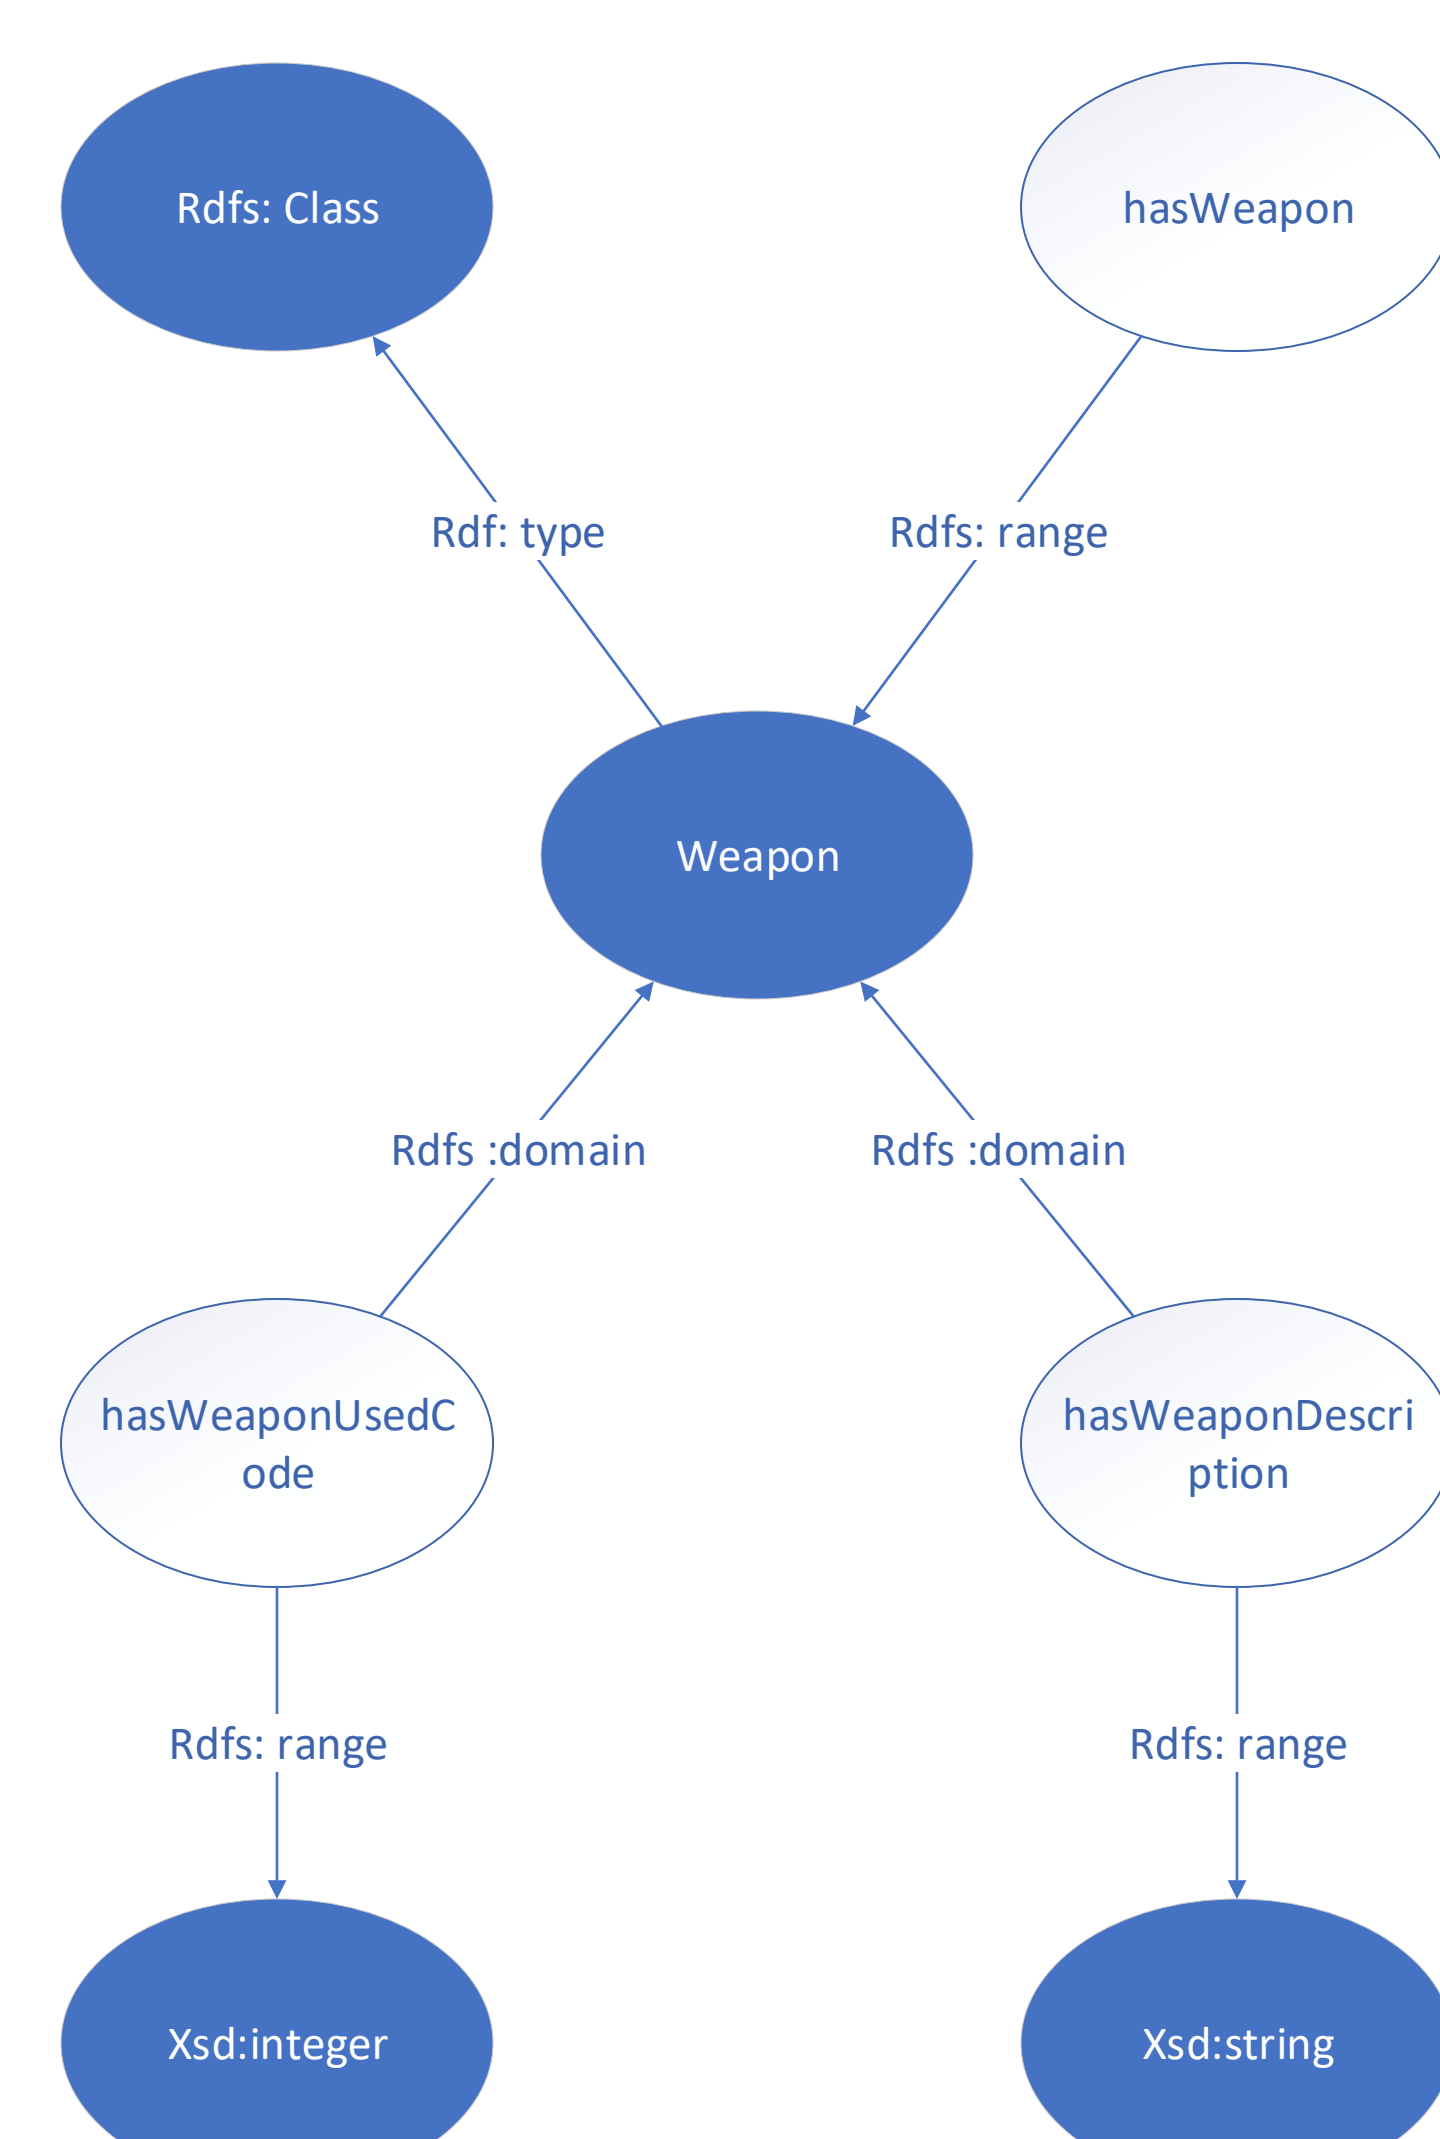 Rdfs: Class
hasWeapon
Rdf: type
Rdfs: range
Weapon
Rdfs :domain
Rdfs :domain
hasWeaponUsedC
ode
hasWeaponDescri
ption
Rdfs: range
Rdfs: range
Xsd:integer
Xsd:string